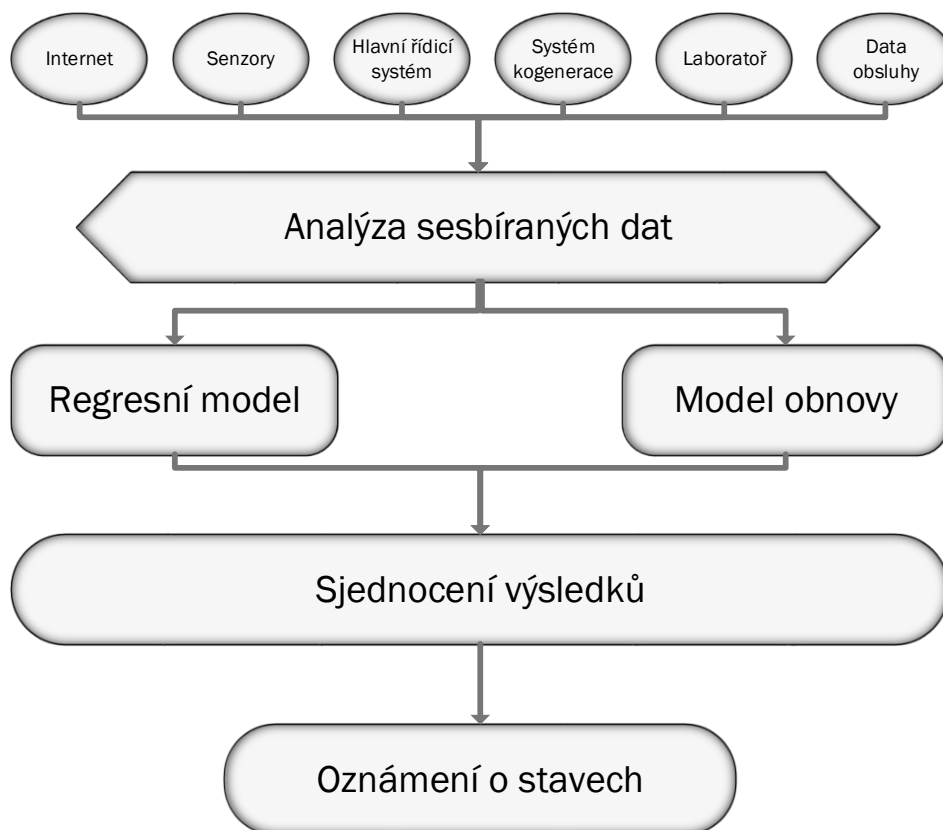 Internet
Senzory
Hlavní řídicí
systém
Systém
kogenerace
Laboratoř
Data
obsluhy
Analýza sesbíraných dat
Regresní model
Model obnovy
Sjednocení výsledků
Oznámení o stavech